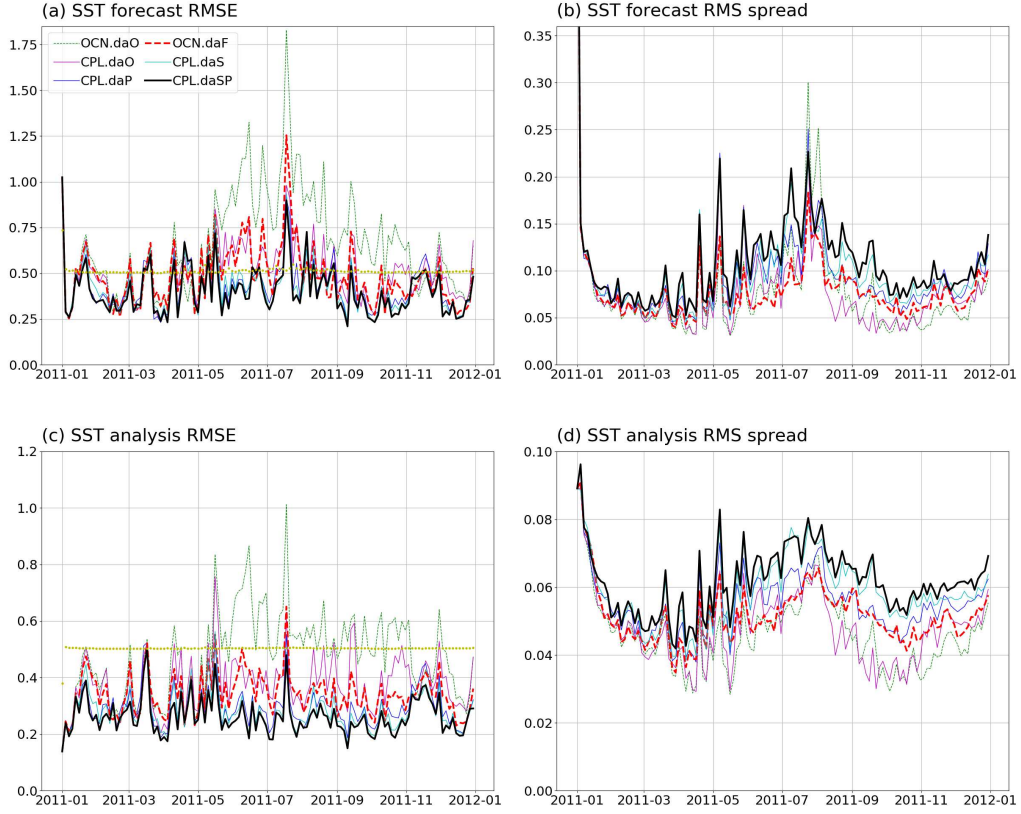 (a) SST forecast RMSE
1.75
1.50
1.25
1.00
0.75
0.50
0.25
0.00
OCN.daO OCN.daF
CPL.daO CPL.daS
CPL.daP CPL.daSP
2011-01 2011-03 2011-05 2011-07 2011-09 2011-11 2012-01
(b) SST forecast RMS spread
0.35
0.30
0.25
0.20
0.15
0.10
0.05
0.00
2011-01 2011-03 2011-05 2011-07 2011-09 2011-11 2012-01
(c) SST analysis RMSE
1.2
1.0
0.8
0.6
0.4
0.2
0.0
2011-01 2011-03 2011-05 2011-07 2011-09 2011-11 2012-01
(d) SST analysis RMS spread
0.10
0.08
0.06
0.04
0.02
0.00
2011-01 2011-03 2011-05 2011-07 2011-09 2011-11 2012-01